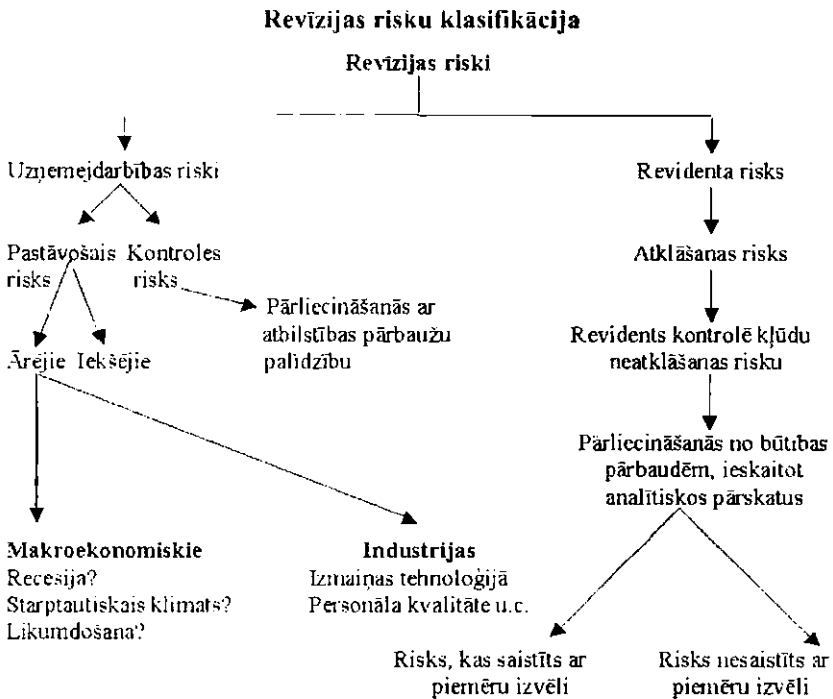 Revīzijas risku klasifikācija
Revīzijas riski
Uzņemejdarbības riski
Revidenta risks
Pastāvošais
risks
Kontroles
risks
Atklāšanas risks
Pārliecināšanās ar
atbilstības pārbaužu
palīdzību
Revidents kontrolē kļūdu
neatklāšanas risku
Ārejie
Iekšējie
Pārliecināšanās no būtības
pārbaudēm, ieskaitot
analītiskos pārskatus
Makroekonomiskie
Recesija?
Starptautiskais klimats?
Likumdošana?
Industrijas
Izmaiņas tehnoloģijā
Personāla kvalitāte u.c.
Risks, kas saistīts ar
piemēru izvēli
Risks nesaistīts ar
piemēru izvēli